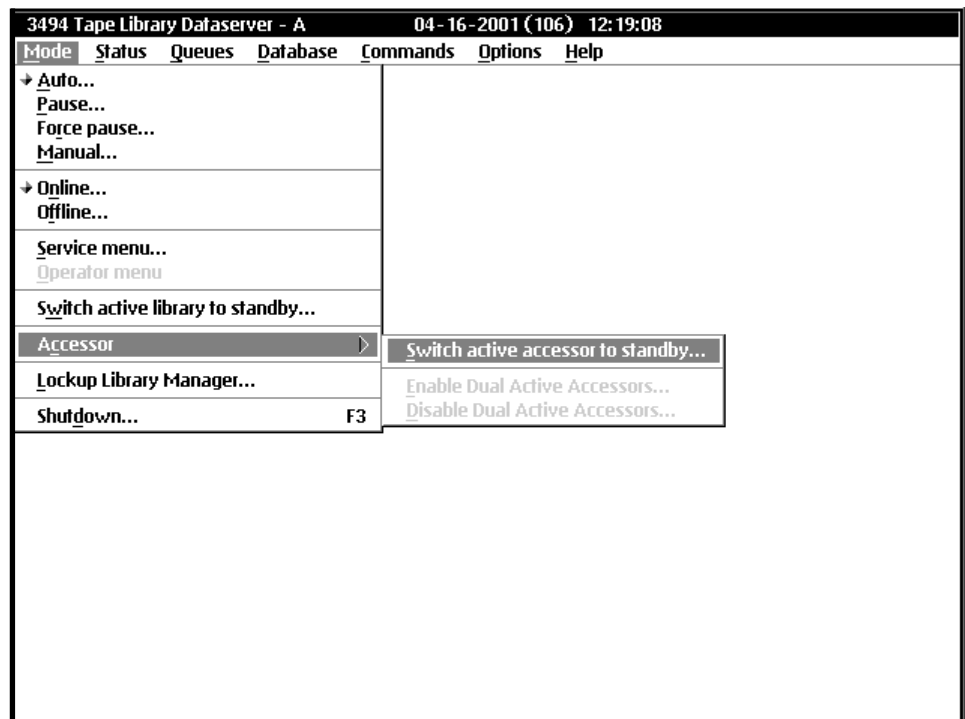 3494 Tape Library Dataserver - A 04-16-2001 (106) 12:19:08
Mode Status Queues Database Commands Options Help
Auto...
Pause...
Force pause...
Manual...
Online...
Offline...
Service menu...
Operator menu
Switch active library to standby...
Accessor
Switch active accessor to standby...
Enable Dual Active Accessors...
Disable Dual Active Accessors...
Lockup Library Manager...
Shutdown... F3